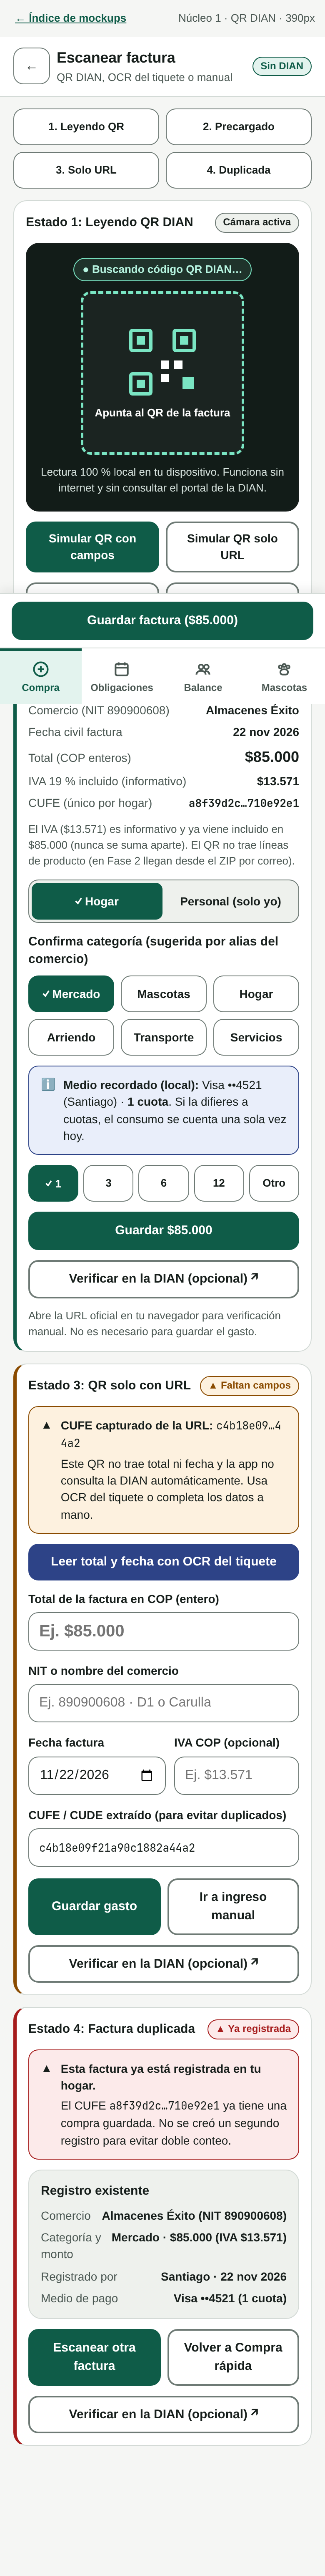 ← Índice de mockups
Núcleo 1 · QR DIAN · 390px
←
Escanear factura
QR DIAN, OCR del tiquete o manual
Sin DIAN
1. Leyendo QR
2. Precargado
3. Solo URL
4. Duplicada
Estado 1: Leyendo QR DIAN
Cámara activa
● Buscando código QR DIAN…
Apunta al QR de la factura
Lectura 100 % local en tu dispositivo. Funciona sin
internet y sin consultar el portal de la DIAN.
Simular QR con
campos
Simular QR solo
URL
Guardar factura ($85.000)
Compra
Obligaciones
Balance
Mascotas
Comercio (NIT 890900608)
Almacenes Éxito
Fecha civil factura
22 nov 2026
Total (COP enteros)
$85.000
IVA 19 % incluido (informativo)
$13.571
CUFE (único por hogar)
a8f39d2c…710e92e1
El IVA ($13.571) es informativo y ya viene incluido en
$85.000 (nunca se suma aparte). El QR no trae líneas
de producto (en Fase 2 llegan desde el ZIP por correo).
✓ Hogar
Personal (solo yo)
Confirma categoría (sugerida por alias del
comercio)
✓ Mercado
Mascotas
Hogar
Arriendo
Transporte
Servicios
ℹ️ Medio recordado (local): Visa ••4521
(Santiago) · 1 cuota. Si la difieres a
cuotas, el consumo se cuenta una sola vez
hoy.
✓ 1
3
6
12
Otro
Guardar $85.000
Verificar en la DIAN (opcional) ↗
Abre la URL oficial en tu navegador para verificación
manual. No es necesario para guardar el gasto.
Estado 3: QR solo con URL
▲ Faltan campos
▲ CUFE capturado de la URL: c4b18e09…4
4a2
Este QR no trae total ni fecha y la app no
consulta la DIAN automáticamente. Usa
OCR del tiquete o completa los datos a
mano.
Leer total y fecha con OCR del tiquete
Total de la factura en COP (entero)
Ej. $85.000
NIT o nombre del comercio
Ej. 890900608 · D1 o Carulla
Fecha factura
IVA COP (opcional)
11/22/2026
Ej. $13.571
CUFE / CUDE extraído (para evitar duplicados)
c4b18e09f21a90c1882a44a2
Guardar gasto
Ir a ingreso
manual
Verificar en la DIAN (opcional) ↗
Estado 4: Factura duplicada
▲ Ya registrada
▲ Esta factura ya está registrada en tu
hogar.
El CUFE a8f39d2c…710e92e1 ya tiene una
compra guardada. No se creó un segundo
registro para evitar doble conteo.
Registro existente
Comercio
Almacenes Éxito (NIT 890900608)
Categoría y
monto
Mercado · $85.000 (IVA $13.571)
Registrado por
Santiago · 22 nov 2026
Medio de pago
Visa ••4521 (1 cuota)
Escanear otra
factura
Volver a Compra
rápida
Verificar en la DIAN (opcional) ↗